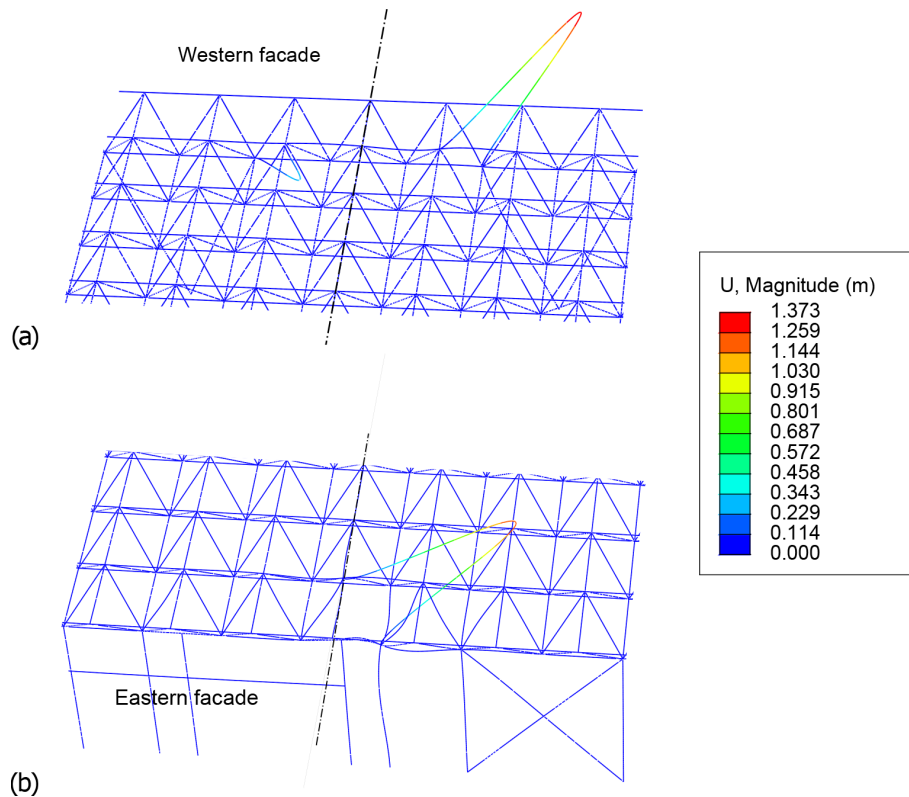 Western facade
(a)
U, Magnitude (m)
1.373
1.259
1.144
1.030
0.915
0.801
0.687
0.572
0.458
0.343
0.229
0.114
0.000
Eastern facade
(b)